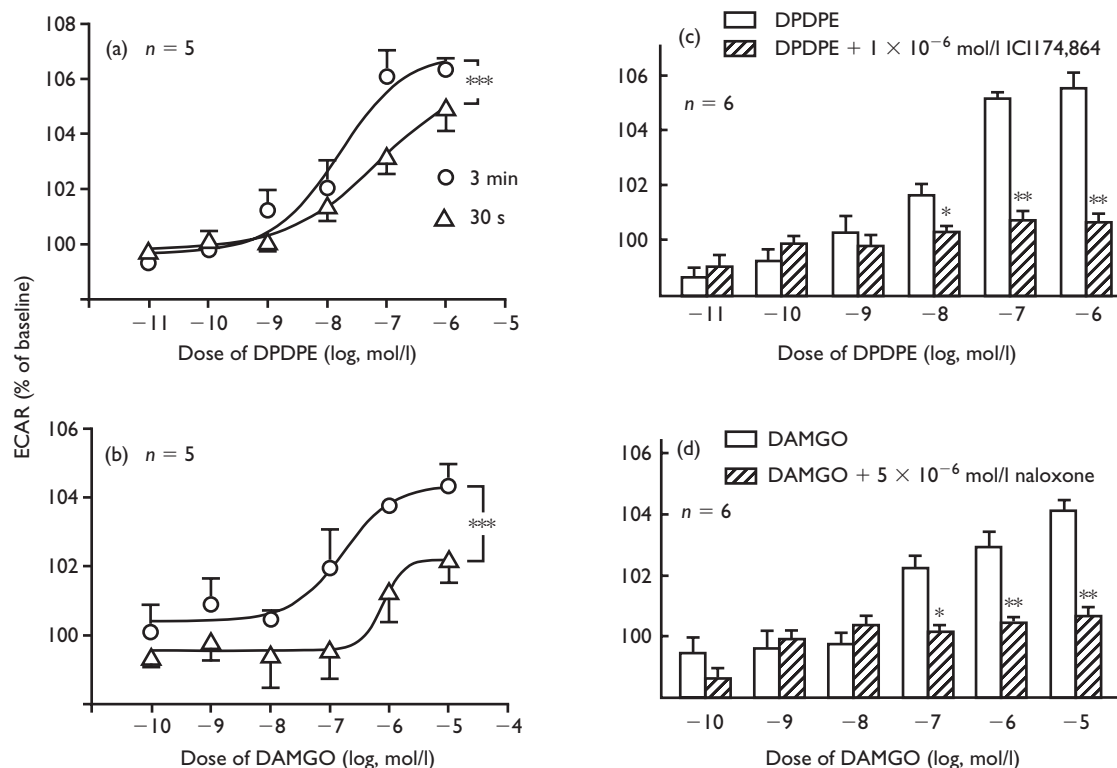 ECAR (% of baseline)
(a) n = 5
108
106
104
102
100
***
3 min
30 s
−11 −10 −9 −8 −7 −6 −5
Dose of DPDPE (log, mol/l)
(b) n = 5
106
104
102
100
***
−10 −9 −8 −7 −6 −5 −4
Dose of DAMGO (log, mol/l)
(c)
DPDPE
DPDPE + 1 × 10⁻⁶ mol/l ICI174,864
n = 6
106
104
102
100
* ** **
−11 −10 −9 −8 −7 −6
Dose of DPDPE (log, mol/l)
(d)
DAMGO
DAMGO + 5 × 10⁻⁶ mol/l naloxone
n = 6
106
104
102
100
* ** **
−10 −9 −8 −7 −6 −5
Dose of DAMGO (log, mol/l)